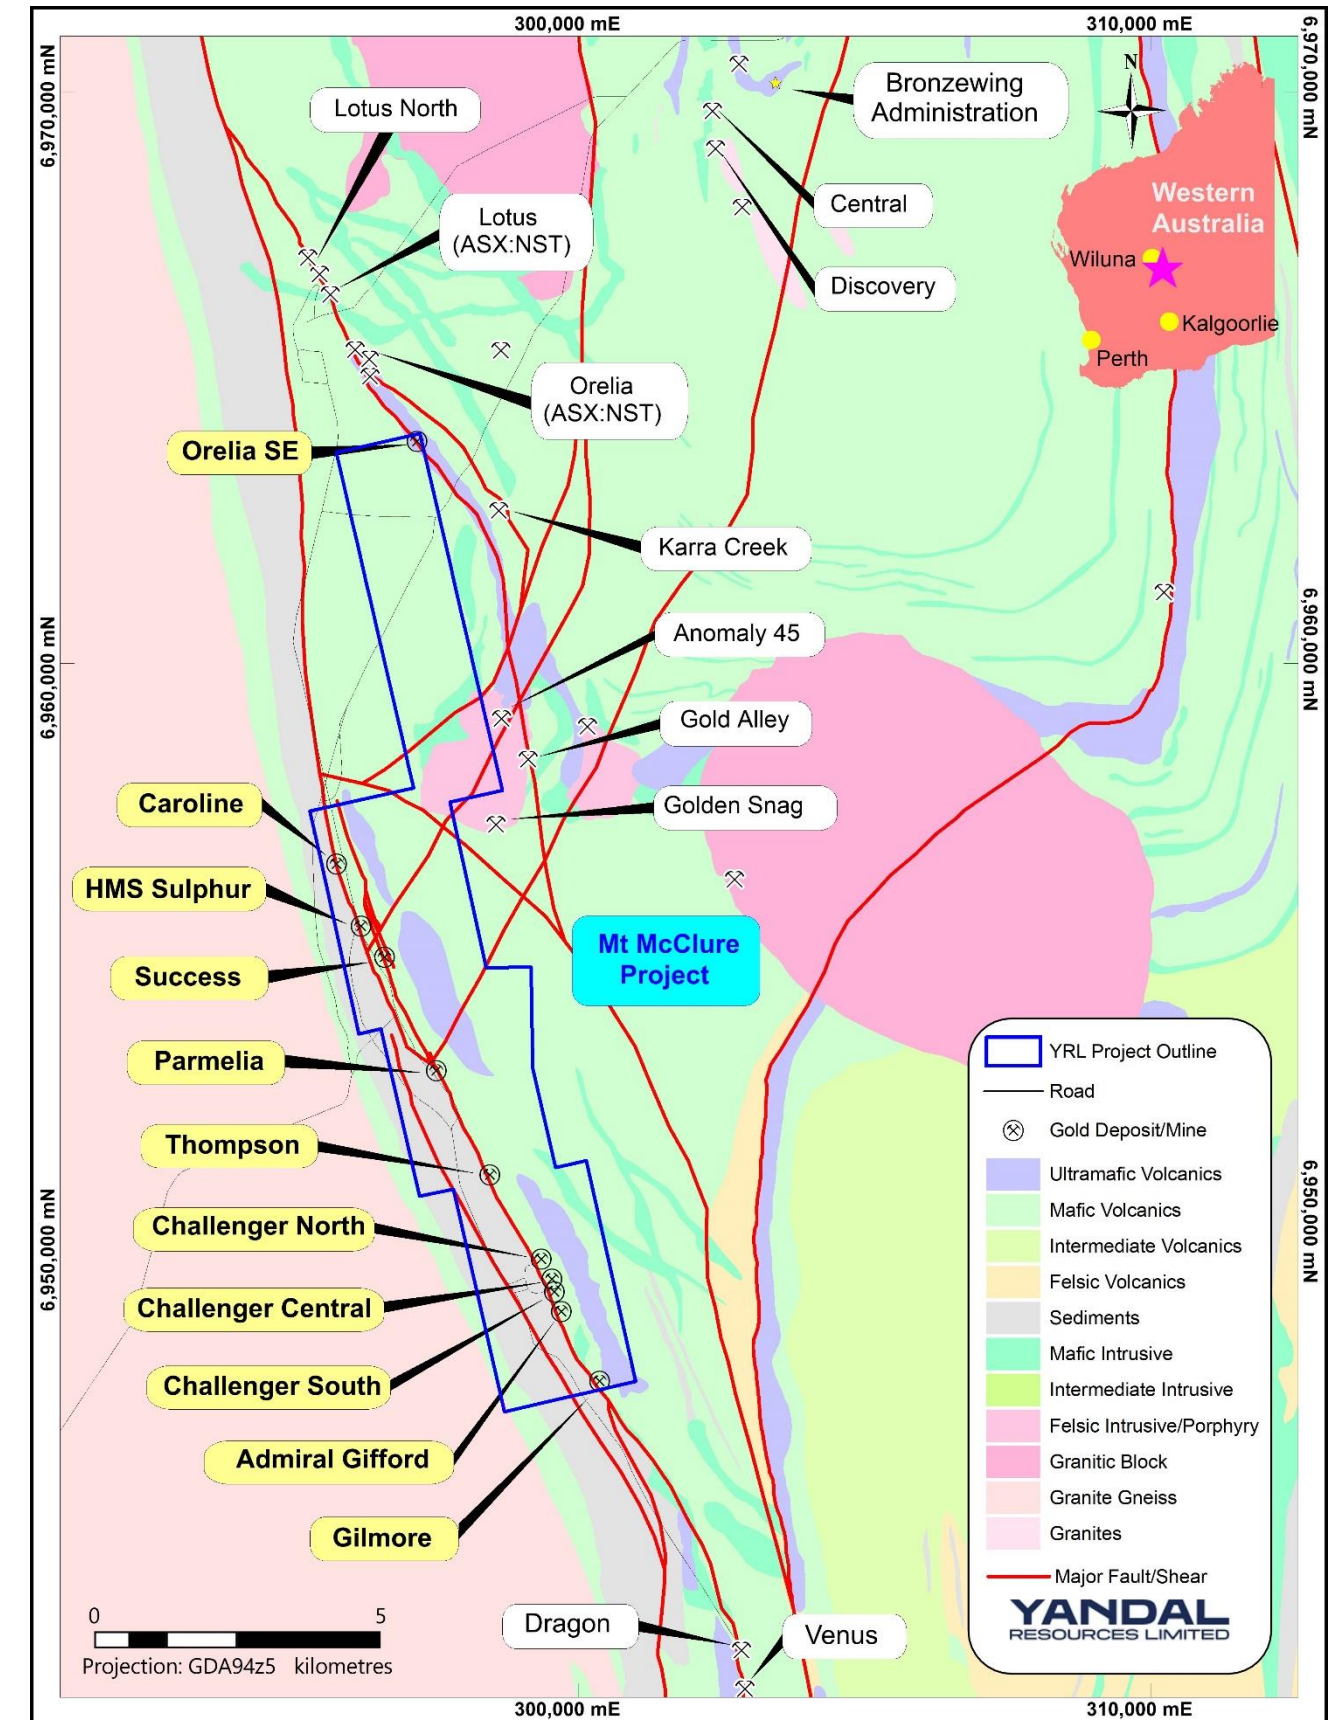 300,000 mE
310,000 mE
6,970,000 mN
6,970,000 mN
N
Lotus North
Bronzewing
Administration
Central
Lotus
(ASX:NST)
Western
Australia
Wiluna
Discovery
Kalgoorlie
Perth
Orelia
(ASX:NST)
Orelia SE
Karra Creek
Anomaly 45
6,960,000 mN
6,960,000 mN
Gold Alley
Caroline
Golden Snag
HMS Sulphur
Mt McClure
Project
Success
Parmelia
Thompson
Challenger North
6,950,000 mN
6,950,000 mN
Challenger Central
Challenger South
Admiral Gifford
Gilmore
YRL Project Outline
Road
Gold Deposit/Mine
Ultramafic Volcanics
Mafic Volcanics
Intermediate Volcanics
Felsic Volcanics
Sediments
Mafic Intrusive
Intermediate Intrusive
Felsic Intrusive/Porphyry
Granitic Block
Granite Gneiss
Granites
Major Fault/Shear
YANDAL
RESOURCES LIMITED
Dragon
Venus
0 5
Projection: GDA94z5 kilometres
300,000 mE
310,000 mE